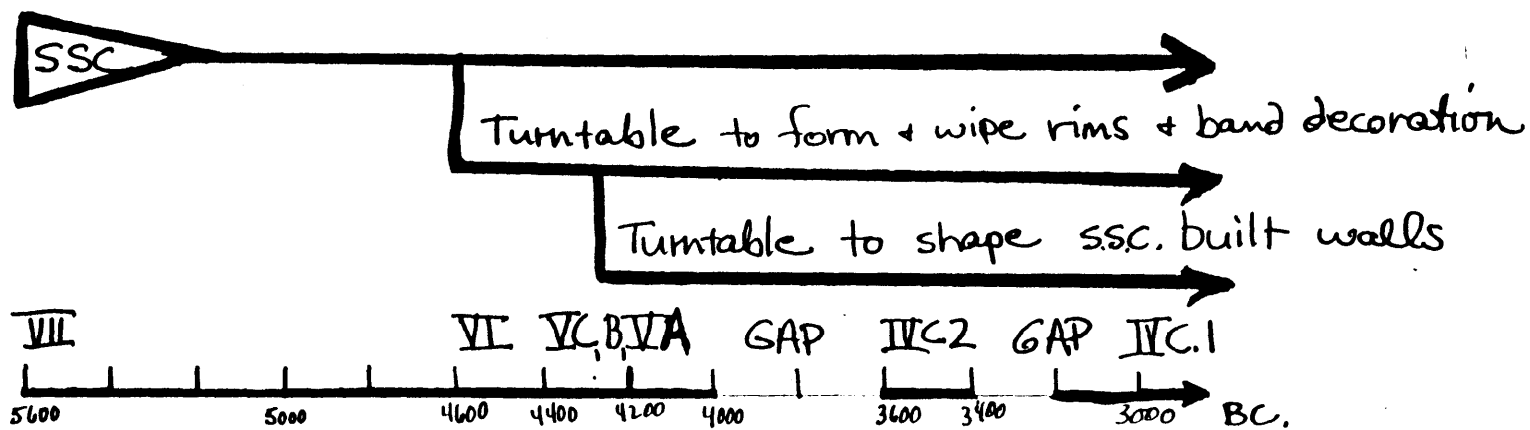 SSC
Turntable to form & wipe rims & band decoration
Turntable to shape s.s.c. built walls
VII VI VC, B, VA GAP IVC2 GAP IVC.1
5600 5000 4600 4400 4200 4000 3600 3400 3000 BC.